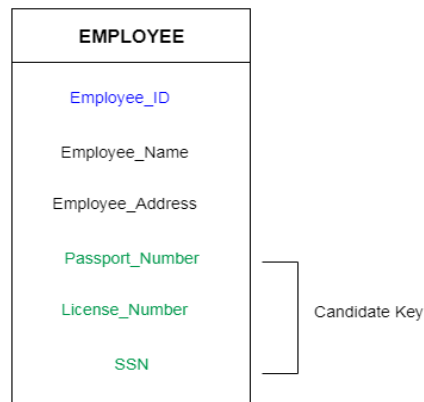 EMPLOYEE
Employee_ID
Employee_Name
Employee_Address
Passport_Number
License_Number
Candidate Key
SSN